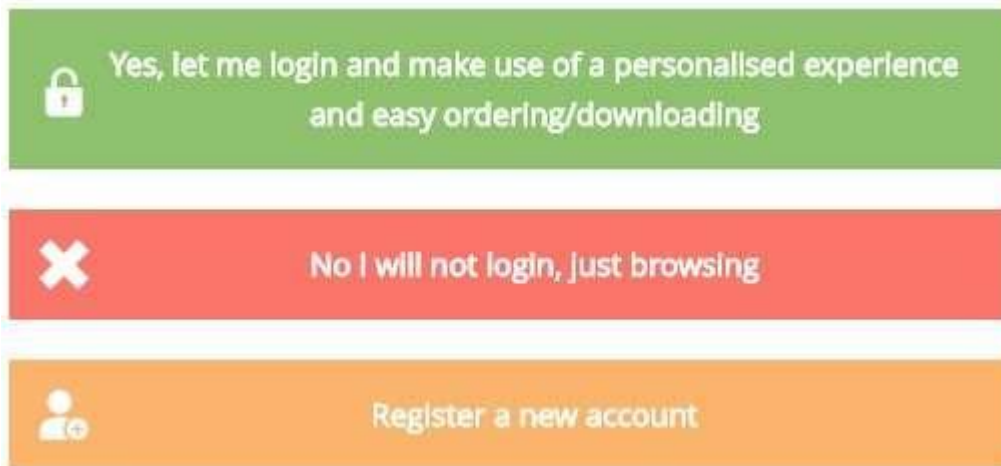 Yes, let me login and make use of a personalised experience
and easy ordering/downloading
No I will not login, just browsing
Register a new account